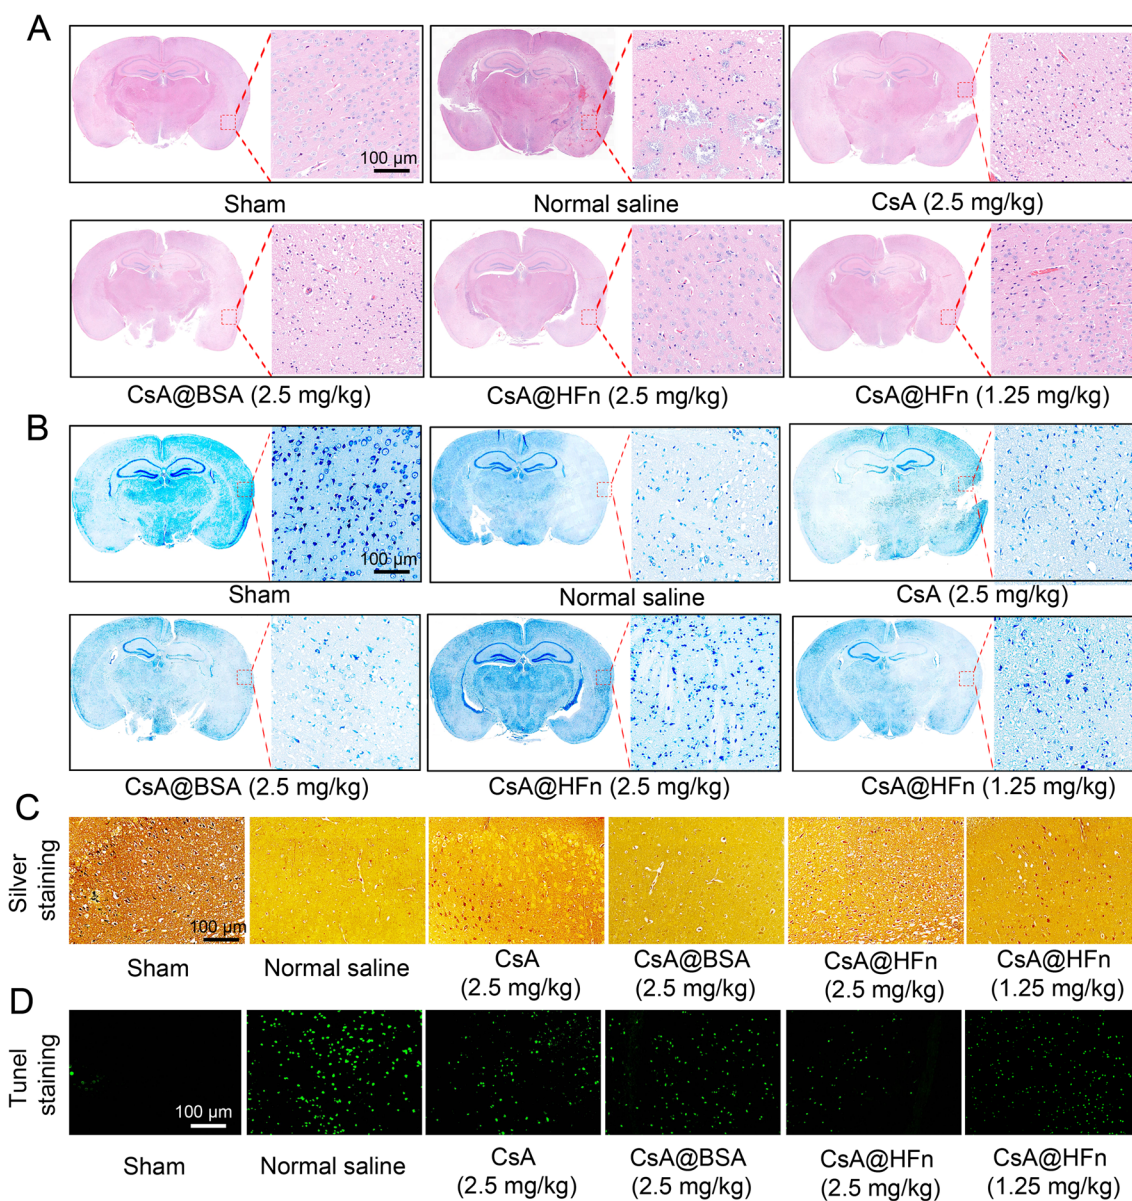 A
100 µm
Sham
Normal saline
CsA (2.5 mg/kg)
CsA@BSA (2.5 mg/kg)
CsA@HFn (2.5 mg/kg)
CsA@HFn (1.25 mg/kg)
B
100 µm
Sham
Normal saline
CsA (2.5 mg/kg)
CsA@BSA (2.5 mg/kg)
CsA@HFn (2.5 mg/kg)
CsA@HFn (1.25 mg/kg)
C
Silver
staining
100 µm
Sham
Normal saline
CsA
(2.5 mg/kg)
CsA@BSA
(2.5 mg/kg)
CsA@HFn
(2.5 mg/kg)
CsA@HFn
(1.25 mg/kg)
D
Tunel
staining
100 µm
Sham
Normal saline
CsA
(2.5 mg/kg)
CsA@BSA
(2.5 mg/kg)
CsA@HFn
(2.5 mg/kg)
CsA@HFn
(1.25 mg/kg)